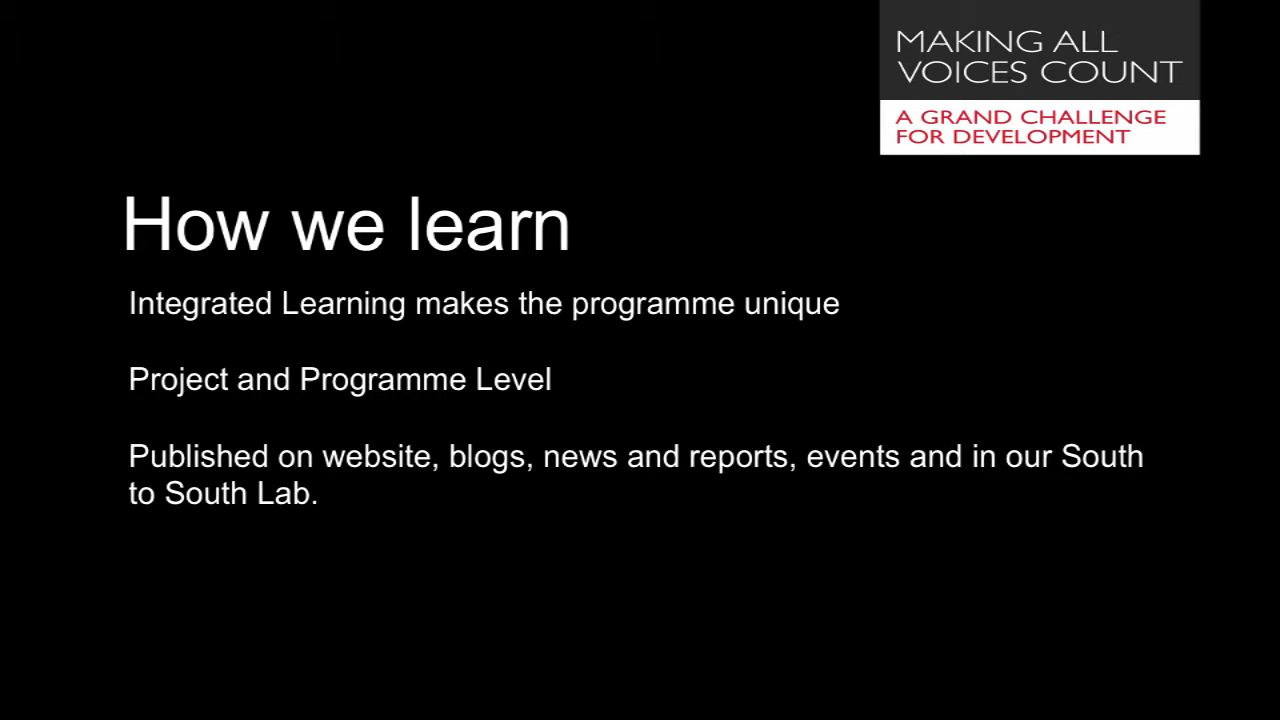 MAKING ALL
VOICES COUNT
A GRAND CHALLENGE
FOR DEVELOPMENT
How we learn
Integrated Learning makes the programme unique
Project and Programme Level
Published on website, blogs, news and reports, events and in our South
to South Lab.